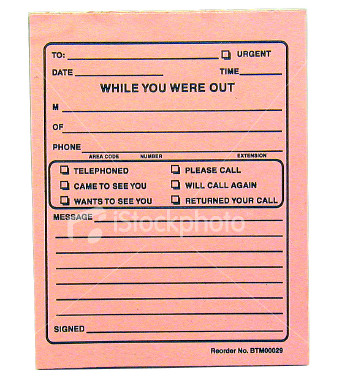 TO: URGENT
DATE TIME
WHILE YOU WERE OUT
M
OF
PHONE
AREA CODE NUMBER EXTENSION
TELEPHONED PLEASE CALL
CAME TO SEE YOU WILL CALL AGAIN
WANTS TO SEE YOU RETURNED YOUR CALL
MESSAGE
iStockphoto
SIGNED
Reorder No. BTM00029